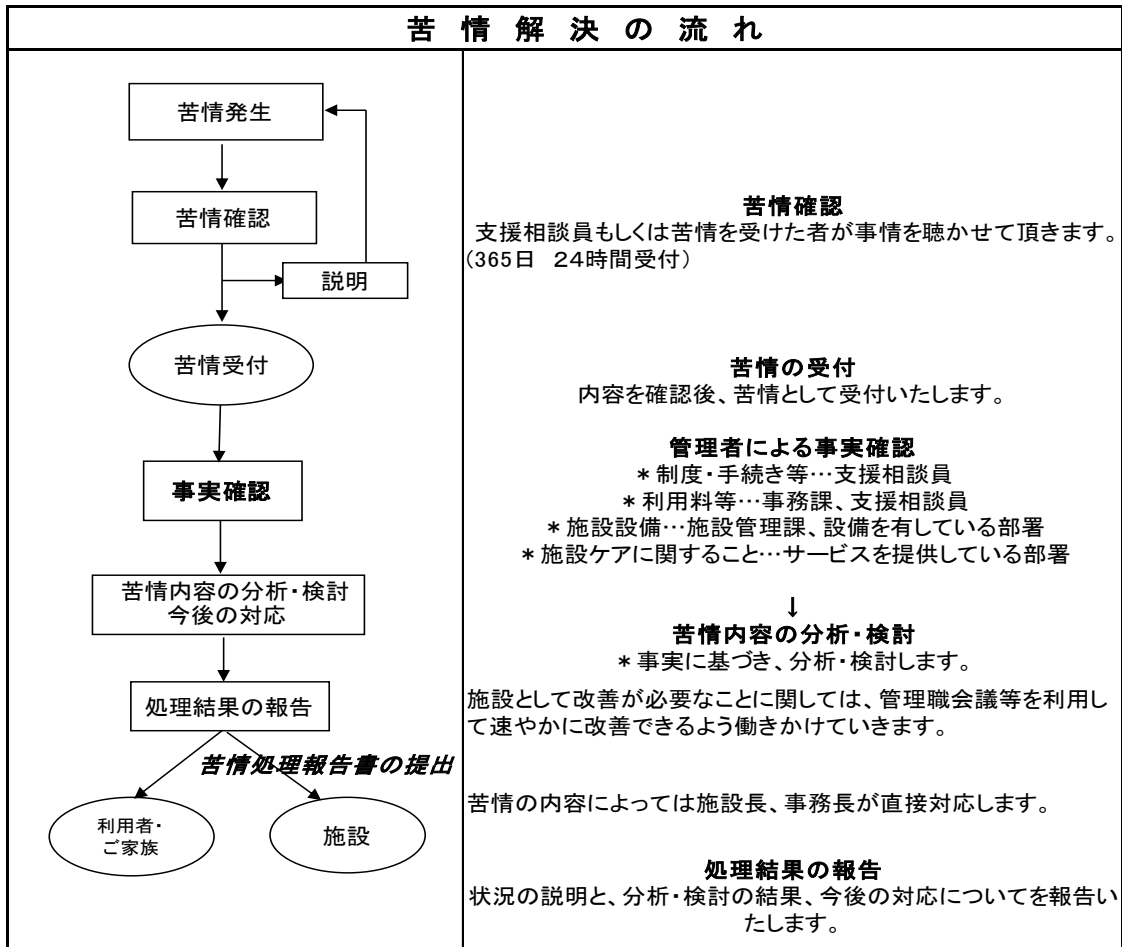 苦情解決の流れ
苦情発生
苦情確認
説明
苦情受付
事実確認
苦情内容の分析・検討
今後の対応
処理結果の報告
苦情処理報告書の提出
利用者・
ご家族
施設
苦情確認
支援相談員もしくは苦情を受けた者が事情を聴かせて頂きます。
(365日 24時間受付)
苦情の受付
内容を確認後、苦情として受付いたします。
管理者による事実確認
＊制度・手続き等…支援相談員
＊利用料等…事務課、支援相談員
＊施設設備…施設管理課、設備を有している部署
＊施設ケアに関すること…サービスを提供している部署
↓
苦情内容の分析・検討
＊事実に基づき、分析・検討します。
施設として改善が必要なことに関しては、管理職会議等を利用し
て速やかに改善できるよう働きかけていきます。
苦情の内容によっては施設長、事務長が直接対応します。
処理結果の報告
状況の説明と、分析・検討の結果、今後の対応についてを報告い
たします。